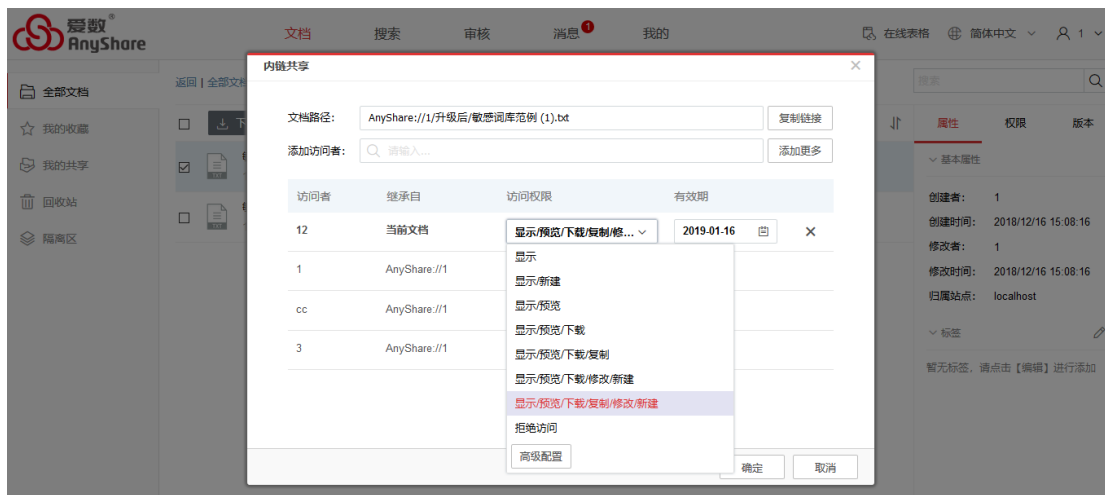 爱数®
AnyShare
文档 搜索 审核 消息 1 我的
在线表格 简体中文 1
全部文档
我的收藏
我的共享
回收站
隔离区
返回 | 全部文档
下
TXT
TXT
内链共享
文档路径： AnyShare://1/升级后/敏感词库范例 (1).txt 复制链接
添加访问者： 请输入... 添加更多
访问者 继承自 访问权限 有效期
12 当前文档 显示/预览/下载/复制/修... 2019-01-16
1 AnyShare://1
cc AnyShare://1
3 AnyShare://1
显示
显示/新建
显示/预览
显示/预览/下载
显示/预览/下载/复制
显示/预览/下载/修改/新建
显示/预览/下载/复制/修改/新建
拒绝访问
高级配置
确定 取消
搜索
属性 权限 版本
基本属性
创建者： 1
创建时间： 2018/12/16 15:08:16
修改者： 1
修改时间： 2018/12/16 15:08:16
归属站点： localhost
标签
暂无标签，请点击【编辑】进行添加